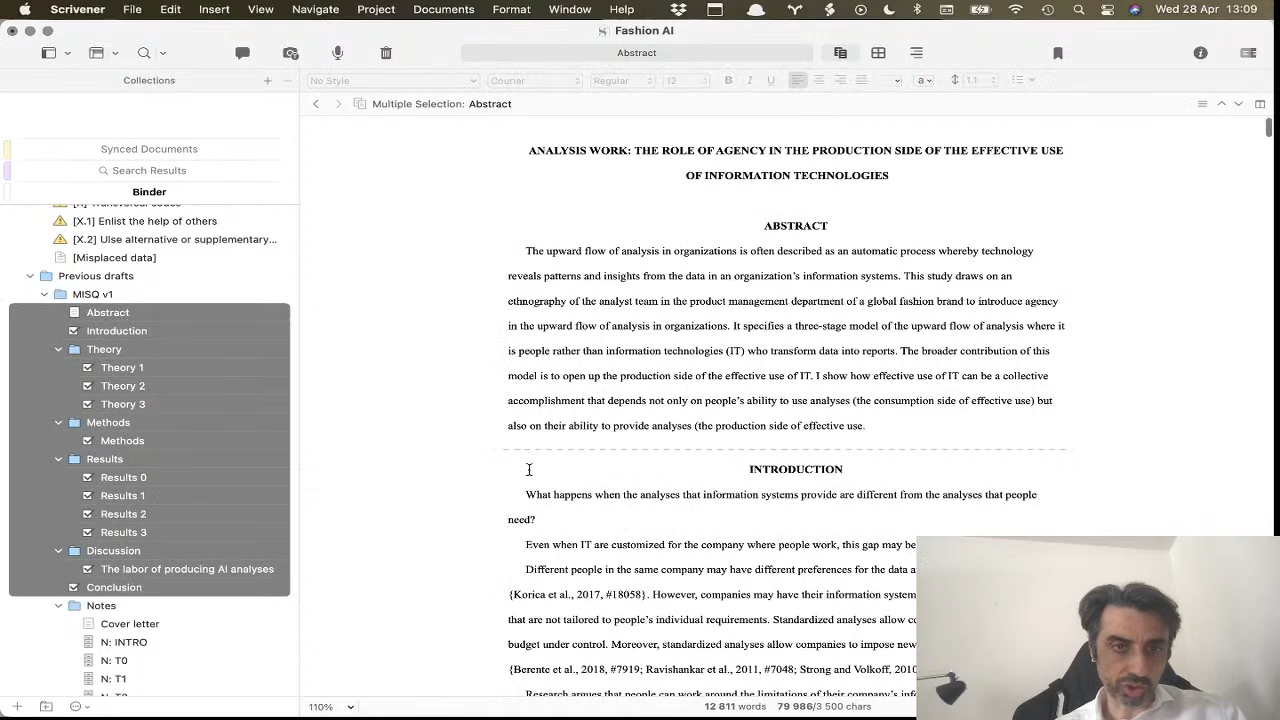 Scrivener File Edit Insert View Navigate Project Documents Format Window Help Wed 28 Apr 13:09
Fashion AI
Abstract
Collections
No Style Courier Regular 12 B I U a 1.1
Multiple Selection: Abstract
Synced Documents
Search Results
Binder
[X.1] Enlist the help of others
[X.2] Ulse alternative or supplementary...
[Misplaced data]
Previous drafts
MISQ v1
Abstract
Introduction
Theory
Theory 1
Theory 2
Theory 3
Methods
Methods
Results
Results 0
Results 1
Results 2
Results 3
Discussion
The labor of producing AI analyses
Conclusion
Notes
Cover letter
N: INTRO
N: T0
N: T1
ANALYSIS WORK: THE ROLE OF AGENCY IN THE PRODUCTION SIDE OF THE EFFECTIVE USE
OF INFORMATION TECHNOLOGIES
ABSTRACT
The upward flow of analysis in organizations is often described as an automatic process whereby technology
reveals patterns and insights from the data in an organization's information systems. This study draws on an
ethnography of the analyst team in the product management department of a global fashion brand to introduce agency
in the upward flow of analysis in organizations. It specifies a three-stage model of the upward flow of analysis where it
is people rather than information technologies (IT) who transform data into reports. The broader contribution of this
model is to open up the production side of the effective use of IT. I show how effective use of IT can be a collective
accomplishment that depends not only on people's ability to use analyses (the consumption side of effective use) but
also on their ability to provide analyses (the production side of effective use.
INTRODUCTION
What happens when the analyses that information systems provide are different from the analyses that people
need?
Even when IT are customized for the company where people work, this gap may be
Different people in the same company may have different preferences for the data a
{Korica et al., 2017, #18058}. However, companies may have their information system
that are not tailored to people's individual requirements. Standardized analyses allow co
budget under control. Moreover, standardized analyses allow companies to impose new
{Berente et al., 2018, #7919; Ravishankar et al., 2011, #7048; Strong and Volkoff, 2010
Research argues that people can work around the limitations of their company's info
110% 12 811 words 79 986/3 500 chars